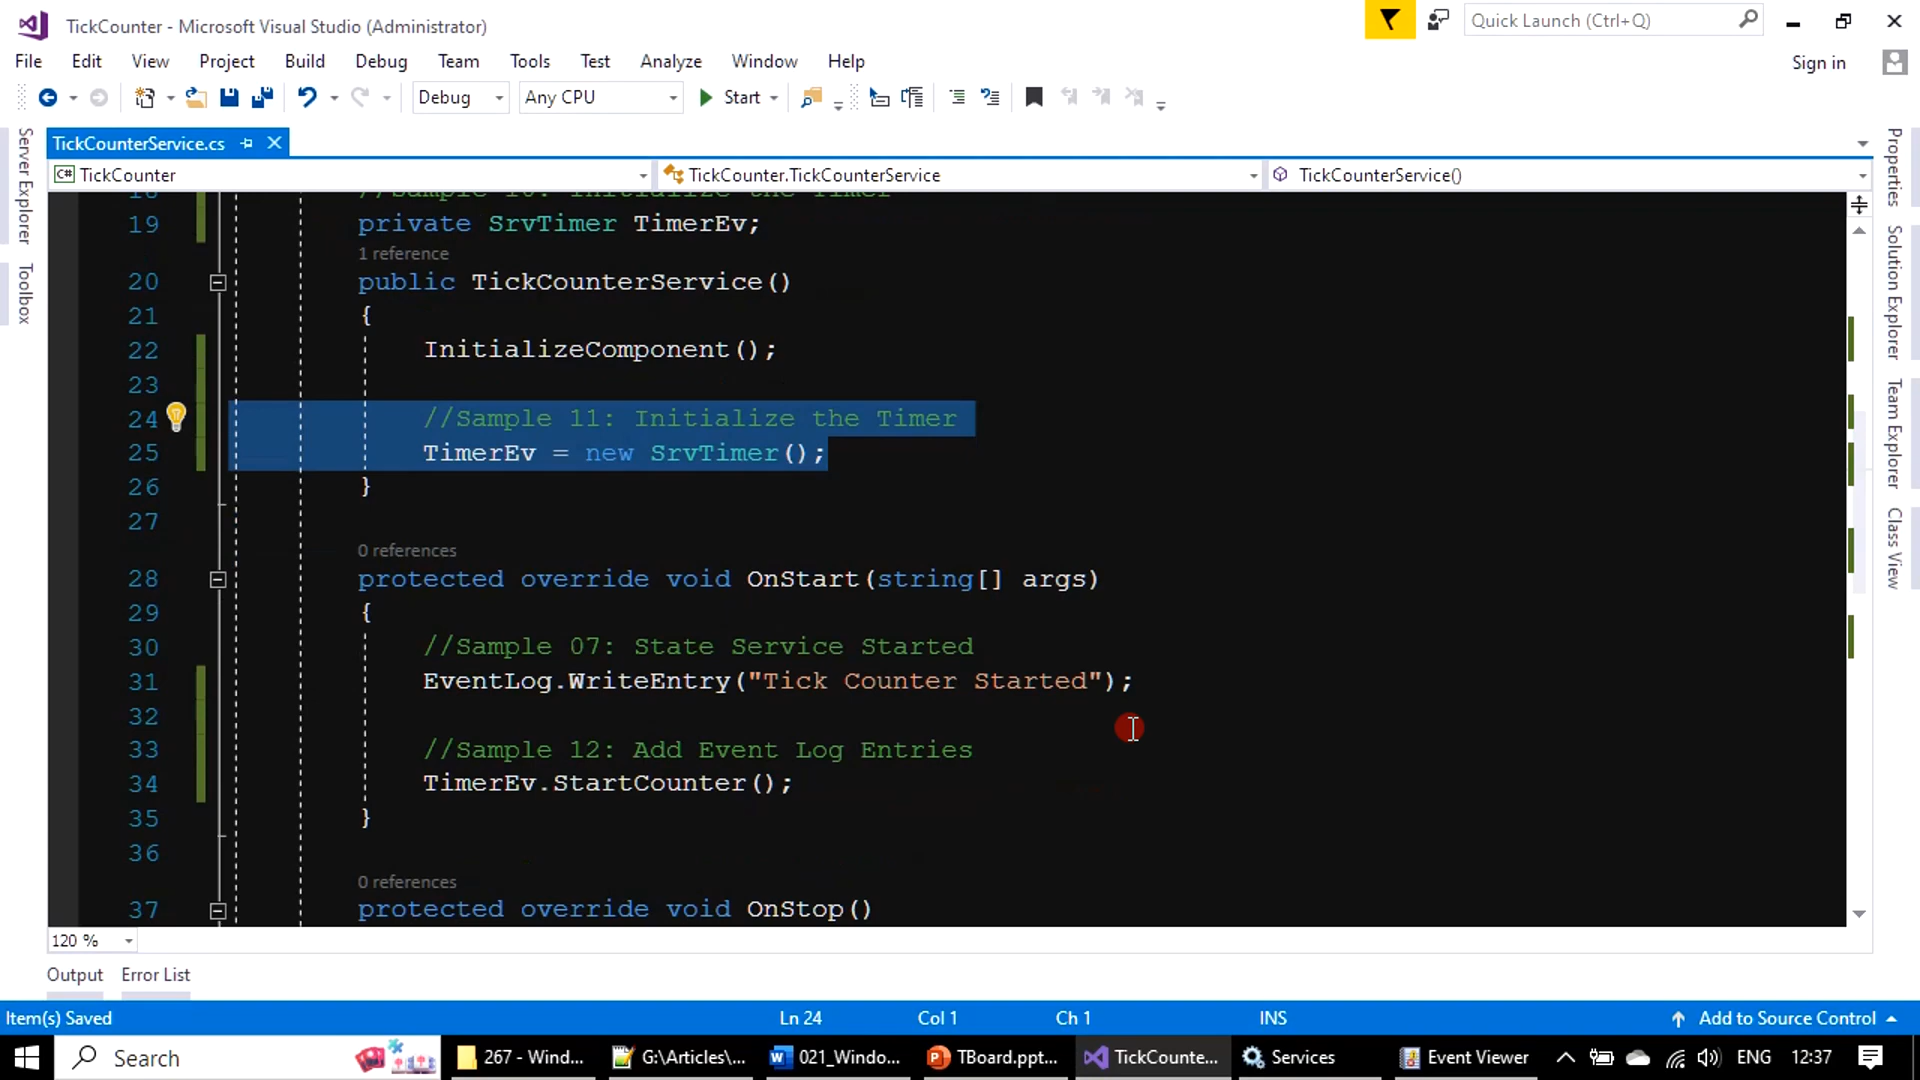 TickCounter - Microsoft Visual Studio (Administrator)
Quick Launch (Ctrl+Q)
File Edit View Project Build Debug Team Tools Test Analyze Window Help
Sign in
Debug Any CPU Start
TickCounterService.cs
TickCounter TickCounter.TickCounterService TickCounterService()
Server Explorer
Toolbox
Properties
Solution Explorer
Team Explorer
Class View
18 //Sample 10: Initialize the Timer
19 private SrvTimer TimerEv;
1 reference
20 public TickCounterService()
21 {
22 InitializeComponent();
23
24 //Sample 11: Initialize the Timer
25 TimerEv = new SrvTimer();
26 }
27
0 references
28 protected override void OnStart(string[] args)
29 {
30 //Sample 07: State Service Started
31 EventLog.WriteEntry("Tick Counter Started");
32
33 //Sample 12: Add Event Log Entries
34 TimerEv.StartCounter();
35 }
36
0 references
37 protected override void OnStop()
120 %
Output Error List
Item(s) Saved Ln 24 Col 1 Ch 1 INS Add to Source Control
Search 267 - Wind... G:\Articles\... 021_Windo... TBoard.ppt... TickCounte... Services Event Viewer ENG 12:37